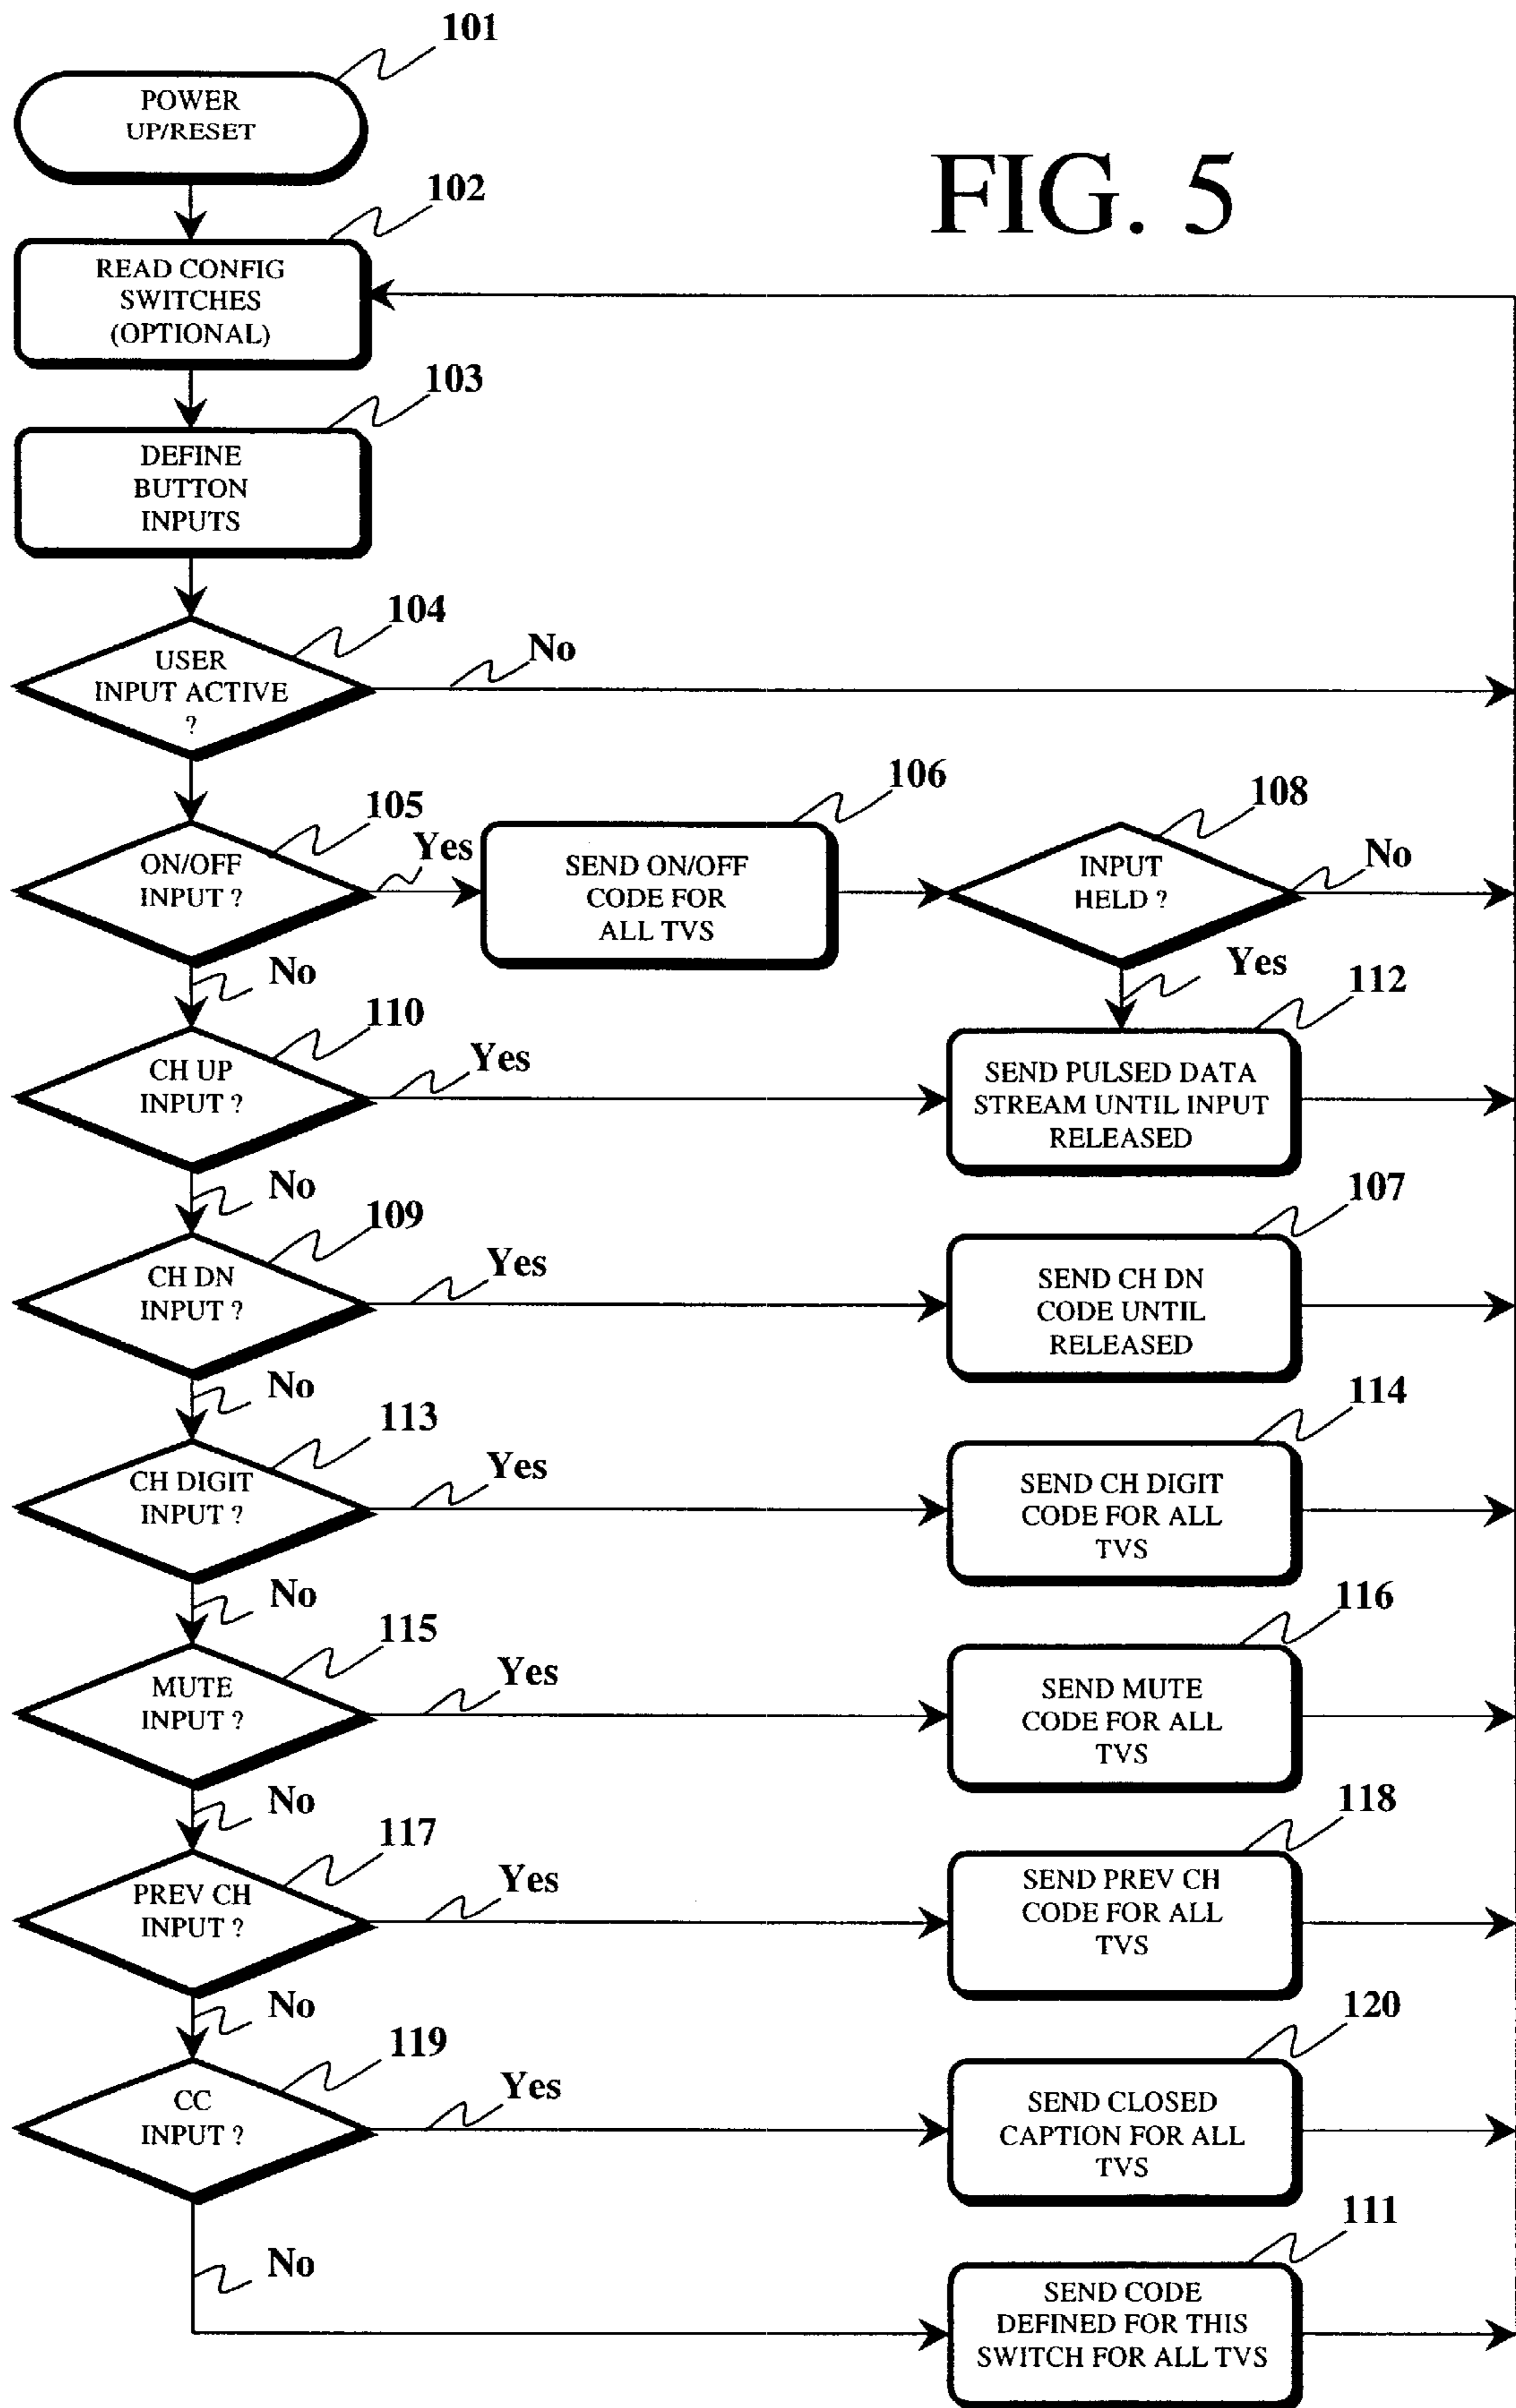 101
POWER
UP/RESET
FIG. 5
102
READ CONFIG
SWITCHES
(OPTIONAL)
103
DEFINE
BUTTON
INPUTS
104
USER
INPUT ACTIVE
?
No
105
ON/OFF
INPUT ?
Yes
106
SEND ON/OFF
CODE FOR
ALL TVS
108
INPUT
HELD ?
No
Yes
No
110
CH UP
INPUT ?
Yes
112
SEND PULSED DATA
STREAM UNTIL INPUT
RELEASED
No
109
CH DN
INPUT ?
Yes
107
SEND CH DN
CODE UNTIL
RELEASED
No
113
CH DIGIT
INPUT ?
Yes
114
SEND CH DIGIT
CODE FOR ALL
TVS
No
115
MUTE
INPUT ?
Yes
116
SEND MUTE
CODE FOR ALL
TVS
No
117
PREV CH
INPUT ?
Yes
118
SEND PREV CH
CODE FOR ALL
TVS
No
119
CC
INPUT ?
Yes
120
SEND CLOSED
CAPTION FOR ALL
TVS
No
111
SEND CODE
DEFINED FOR THIS
SWITCH FOR ALL TVS